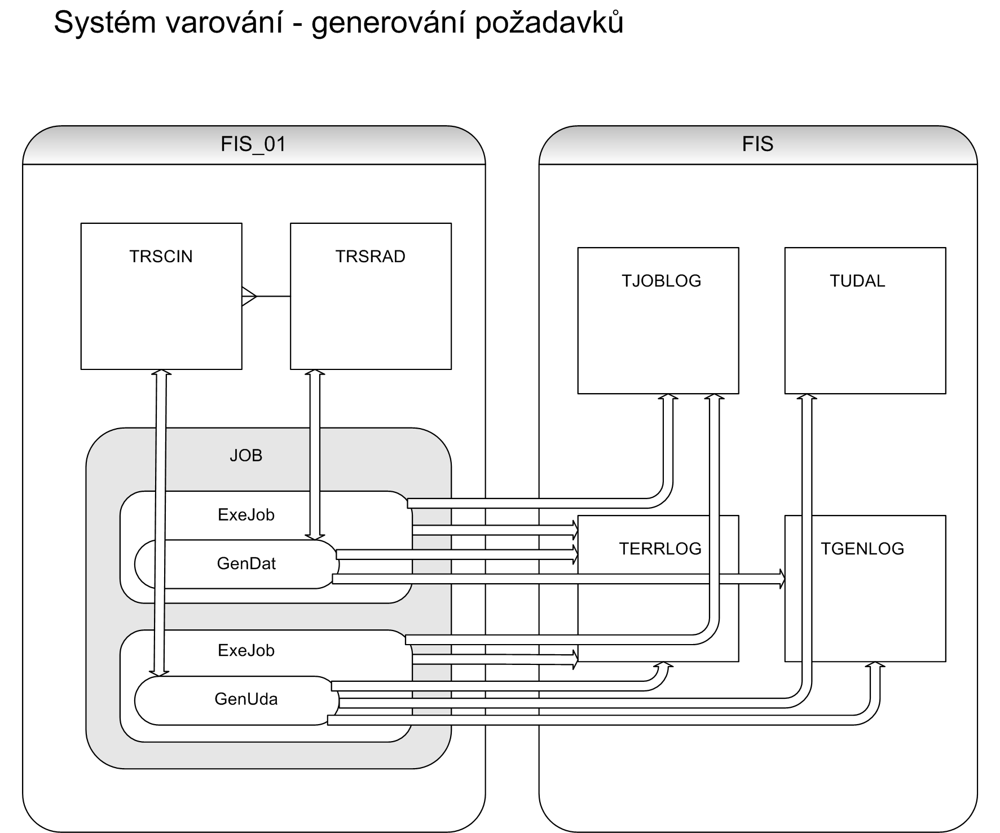 Systém varování - generování požadavků
FIS_01
FIS
TRSCIN
TRSRAD
TJOBLOG
TUDAL
JOB
ExeJob
GenDat
TERRLOG
TGENLOG
ExeJob
GenUda